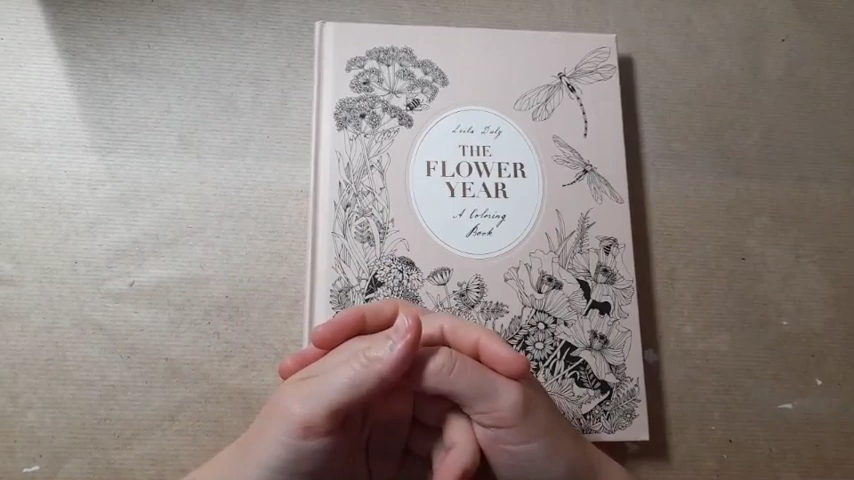 Leila Duly
THE
FLOWER
YEAR
A Coloring
Book